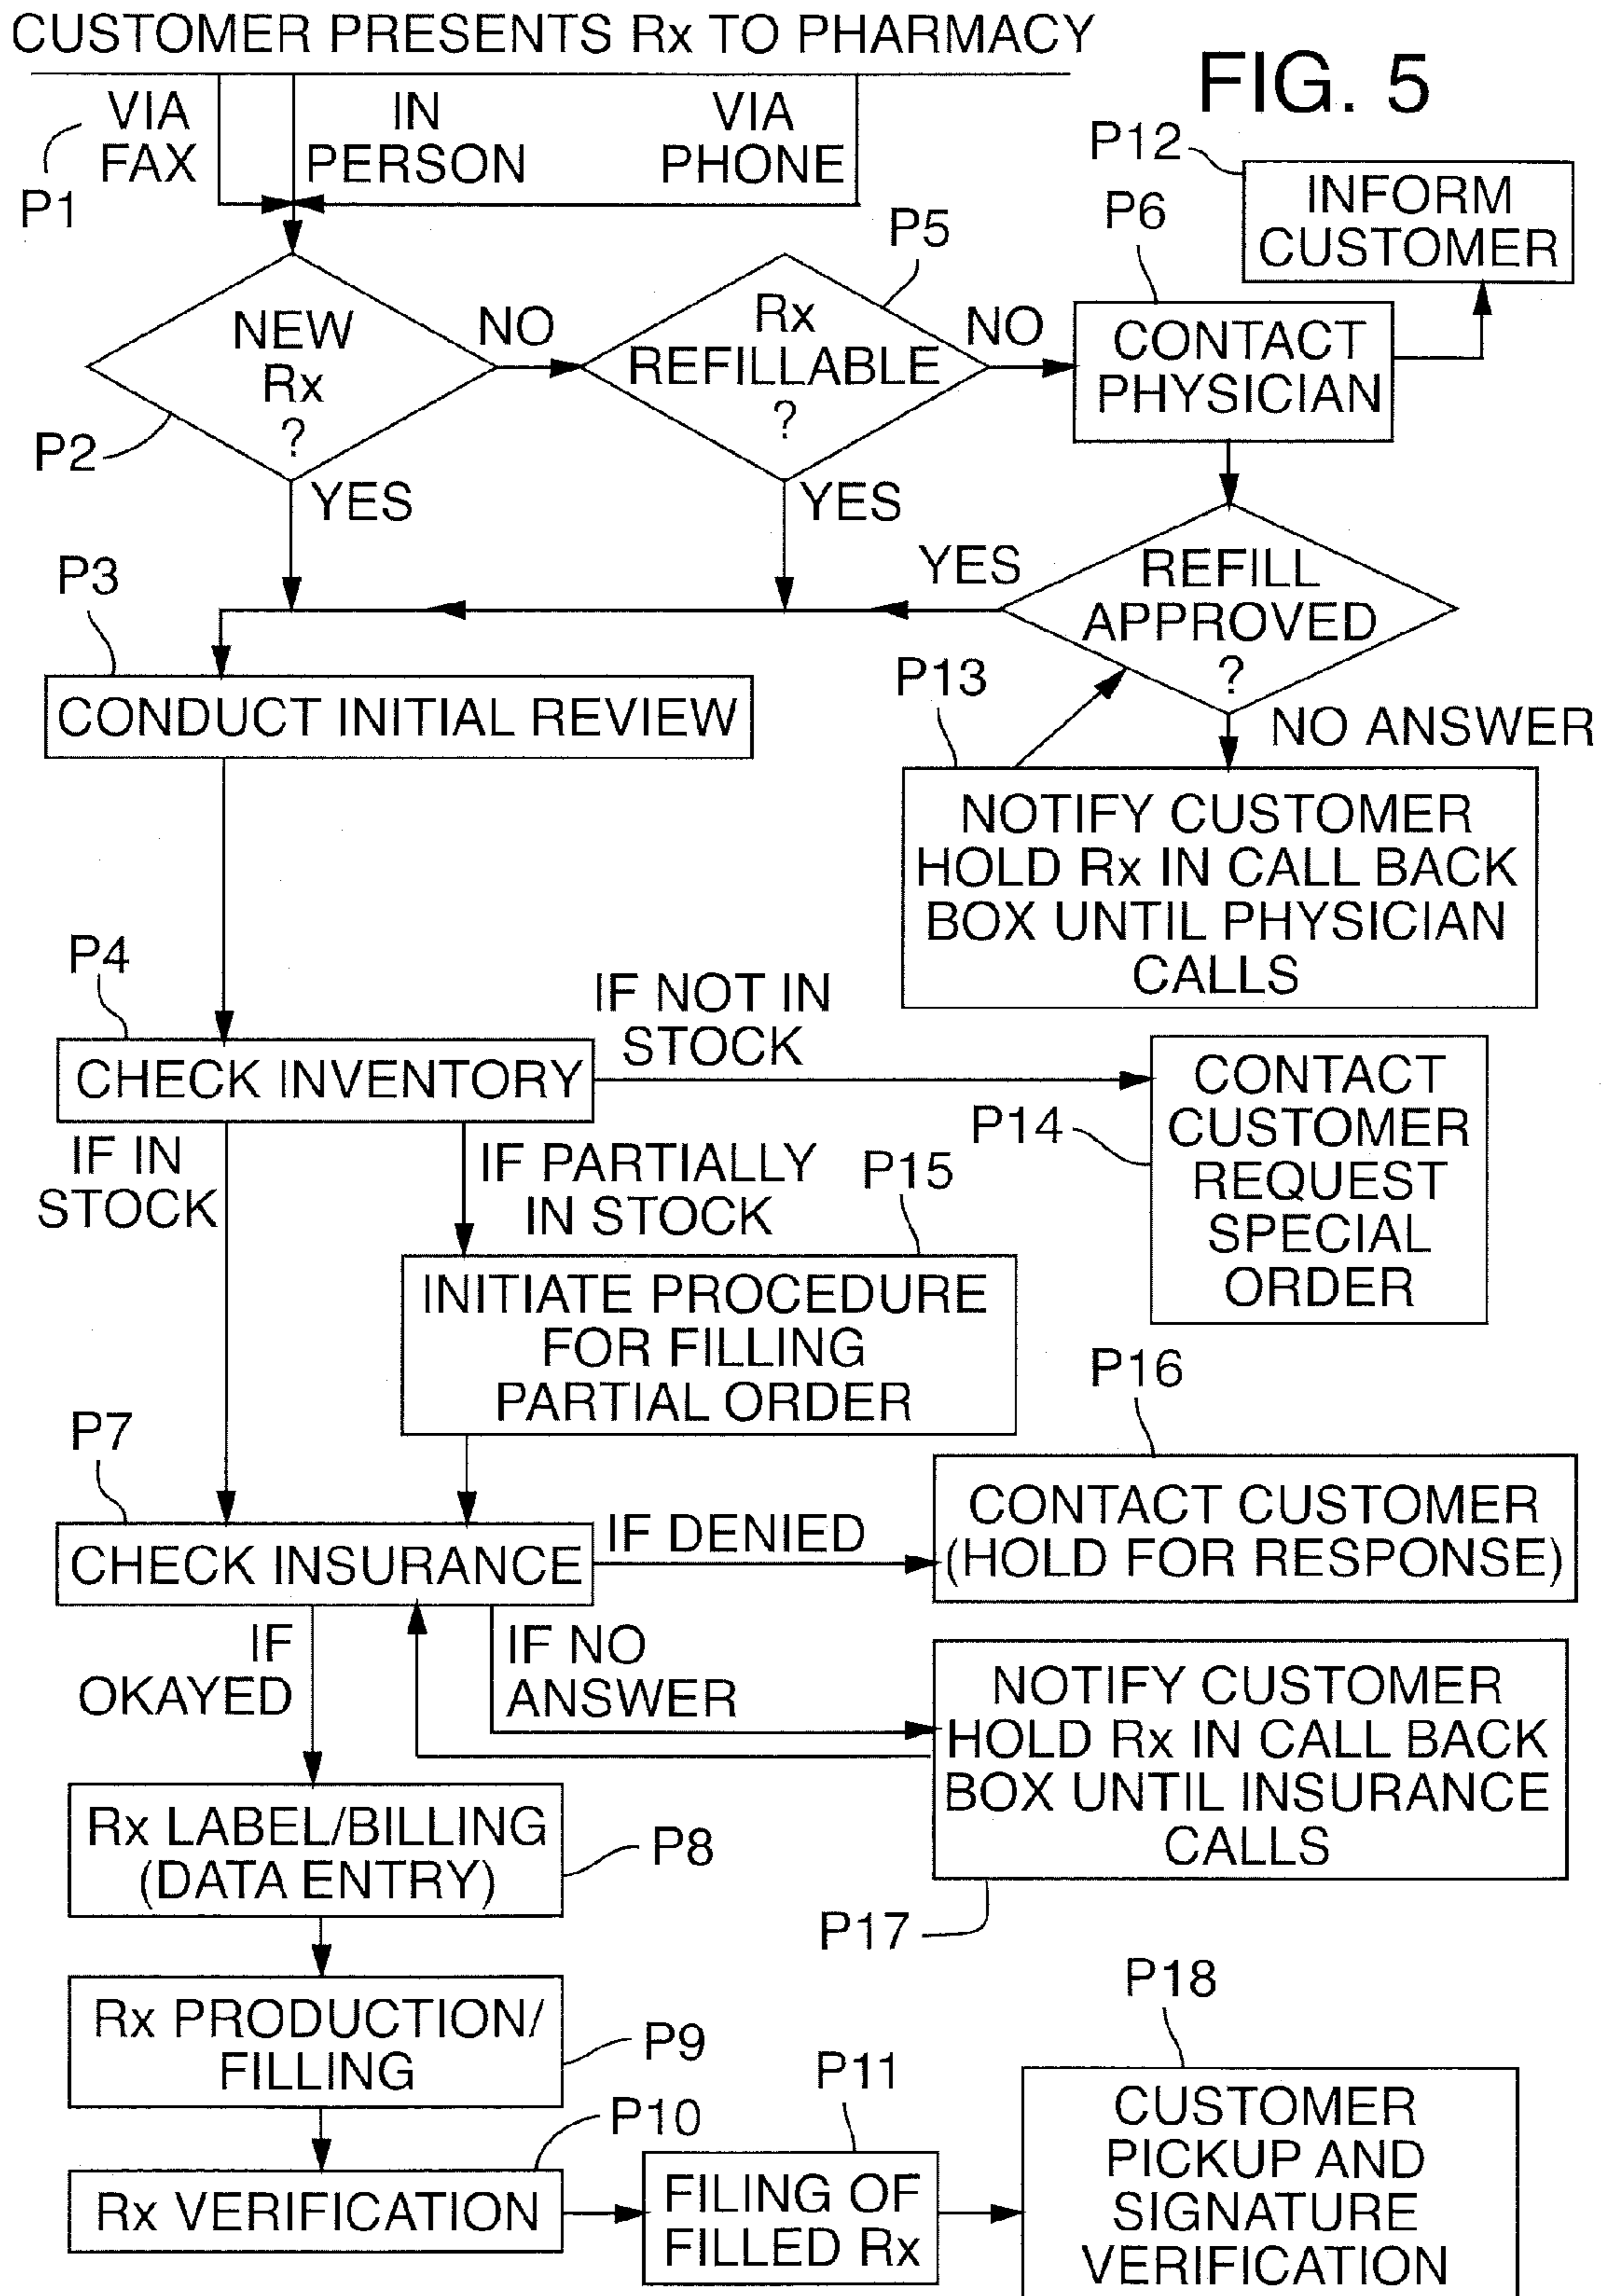 CUSTOMER PRESENTS Rx TO PHARMACY
FIG. 5
VIA
FAX
IN
PERSON
VIA
PHONE
P1
P12
INFORM
CUSTOMER
P6
P5
NEW
Rx
?
NO
Rx
REFILLABLE
?
NO
CONTACT
PHYSICIAN
P2
YES
YES
YES
REFILL
APPROVED
?
P3
CONDUCT INITIAL REVIEW
P13
NO ANSWER
NOTIFY CUSTOMER
HOLD Rx IN CALL BACK
BOX UNTIL PHYSICIAN
CALLS
P4
IF NOT IN
STOCK
CHECK INVENTORY
P14
CONTACT
CUSTOMER
REQUEST
SPECIAL
ORDER
IF IN
STOCK
IF PARTIALLY
IN STOCK
P15
INITIATE PROCEDURE
FOR FILLING
PARTIAL ORDER
P16
P7
CHECK INSURANCE
IF DENIED
CONTACT CUSTOMER
(HOLD FOR RESPONSE)
IF
OKAYED
IF NO
ANSWER
NOTIFY CUSTOMER
HOLD Rx IN CALL BACK
BOX UNTIL INSURANCE
CALLS
Rx LABEL/BILLING
(DATA ENTRY)
P8
P17
Rx PRODUCTION/
FILLING
P9
P18
P10
P11
Rx VERIFICATION
FILING OF
FILLED Rx
CUSTOMER
PICKUP AND
SIGNATURE
VERIFICATION